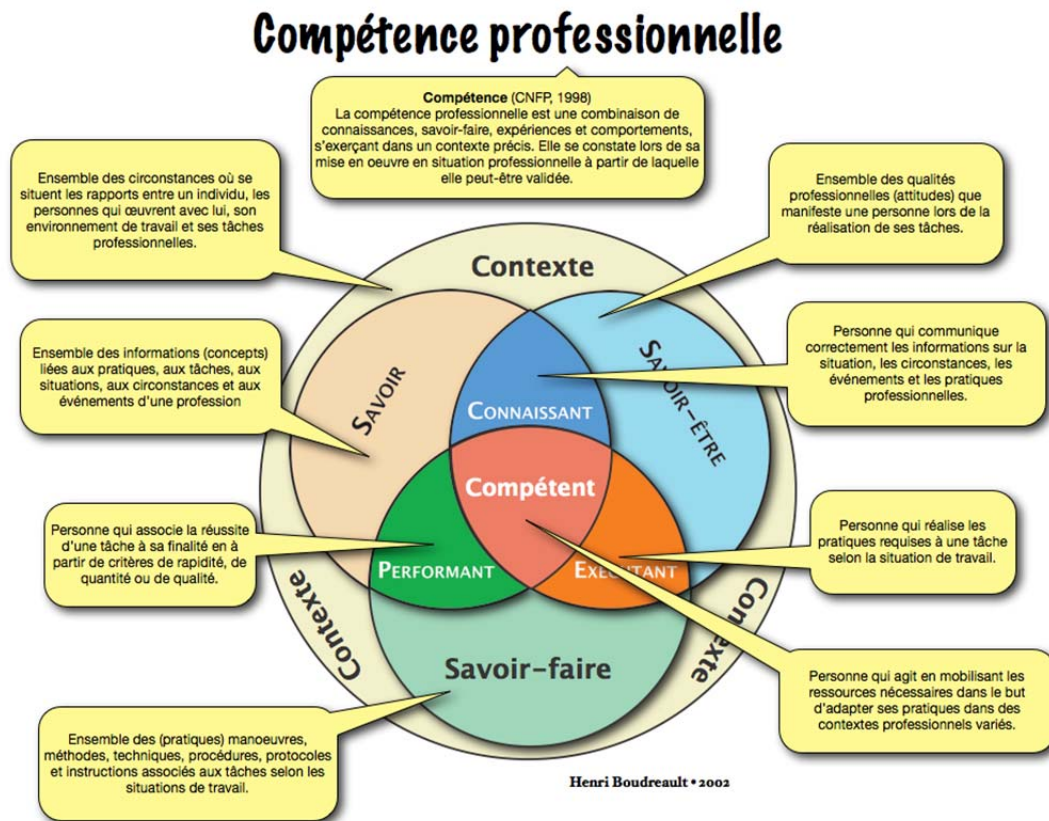 Compétence professionnelle
Compétence (CNFP, 1998)
La compétence professionnelle est une combinaison de
connaissances, savoir-faire, expériences et comportements,
s'exerçant dans un contexte précis. Elle se constate lors de sa
mise en oeuvre en situation professionnelle à partir de laquelle
elle peut-être validée.
Ensemble des circonstances où se
situent les rapports entre un individu, les
personnes qui œuvrent avec lui, son
environnement de travail et ses tâches
professionnelles.
Ensemble des qualités
professionnelles (attitudes) que
manifeste une personne lors de la
réalisation de ses tâches.
Contexte
Ensemble des informations (concepts)
liées aux pratiques, aux tâches, aux
situations, aux circonstances et aux
événements d'une profession
SAVOIR
CONNAISSANT
SAVOIR-ÊTRE
Personne qui communique
correctement les informations sur la
situation, les circonstances, les
événements et les pratiques
professionnelles.
Compétent
Personne qui associe la réussite
d'une tâche à sa finalité en à
partir de critères de rapidité, de
quantité ou de qualité.
PERFORMANT
EXÉCUTANT
Personne qui réalise les
pratiques requises à une tâche
selon la situation de travail.
Contexte
Contexte
Savoir-faire
Personne qui agit en mobilisant les
ressources nécessaires dans le but
d'adapter ses pratiques dans des
contextes professionnels variés.
Ensemble des (pratiques) manoeuvres,
méthodes, techniques, procédures, protocoles
et instructions associés aux tâches selon les
situations de travail.
Henri Boudreault • 2002